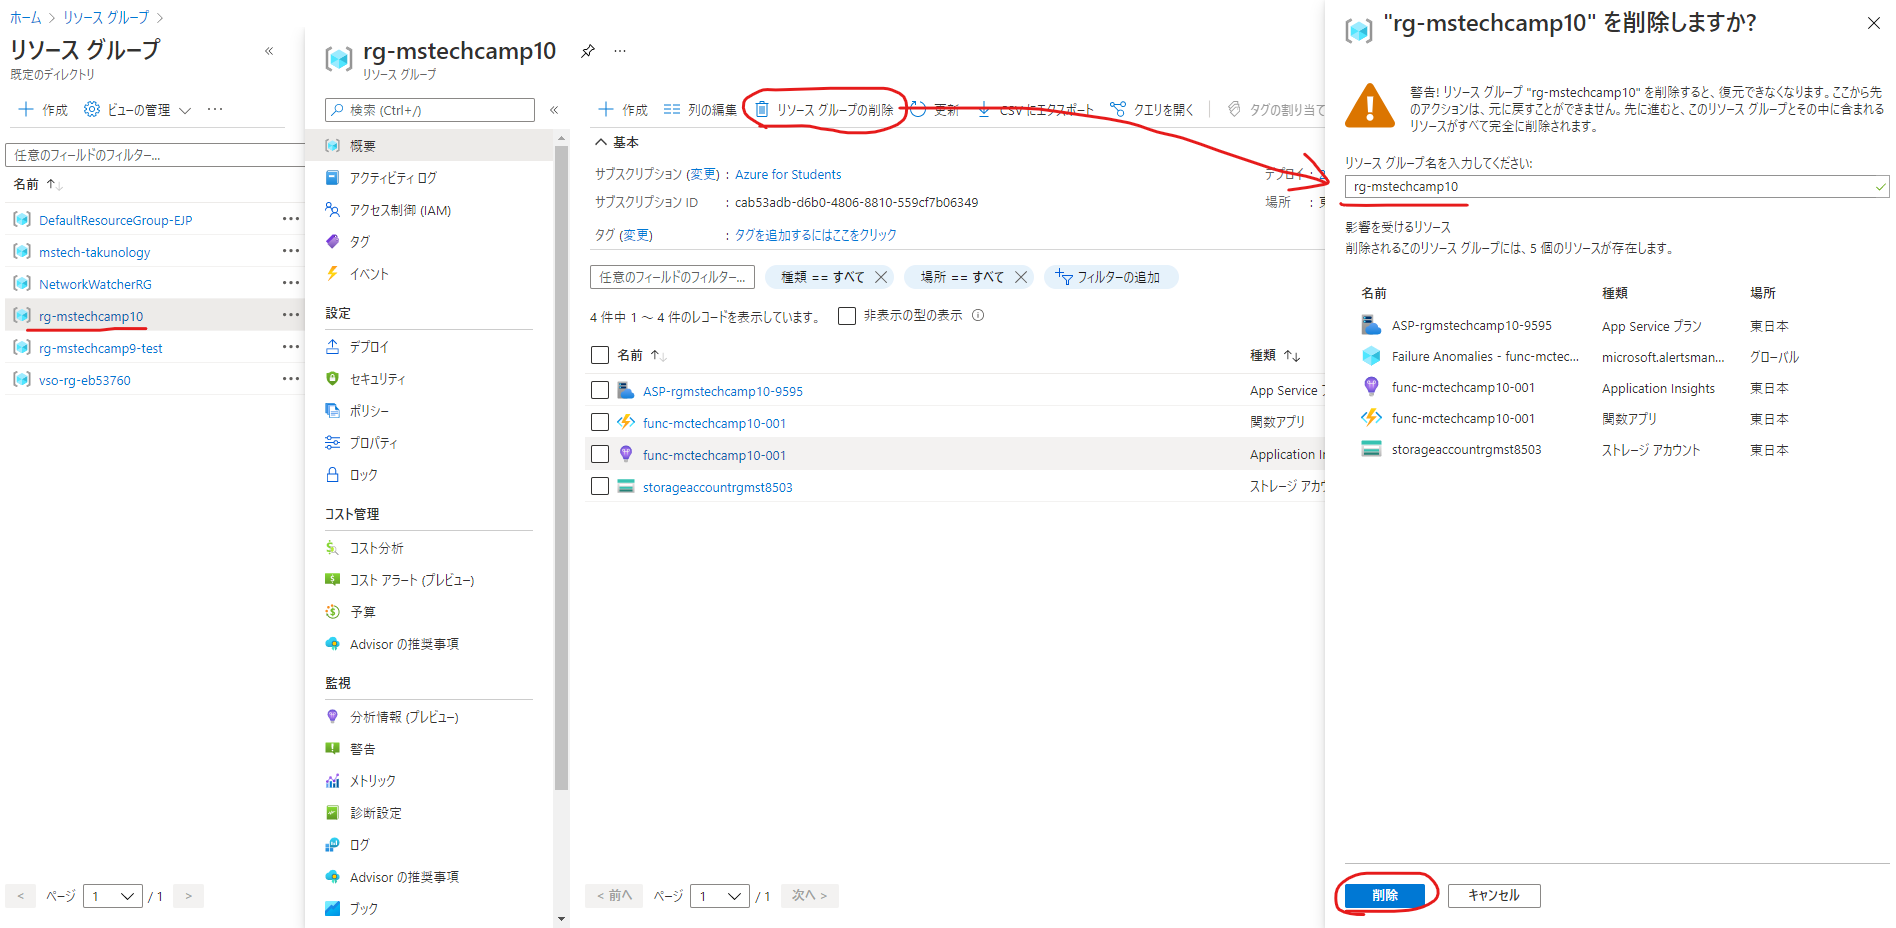 ホーム > リソース グループ >
リソース グループ
既定のディレクトリ
«
作成 ビューの管理 ···
任意のフィールドのフィルター...
名前 ↑↓
DefaultResourceGroup-EJP ···
mstech-takunology ···
NetworkWatcherRG ···
rg-mstechcamp10 ···
rg-mstechcamp9-test ···
vso-rg-eb53760 ···
< ページ 1 / 1 >
rg-mstechcamp10 ···
リソース グループ
検索 (Ctrl+/) «
概要
アクティビティ ログ
アクセス制御 (IAM)
タグ
イベント
設定
デプロイ
セキュリティ
ポリシー
プロパティ
ロック
コスト管理
コスト分析
コスト アラート (プレビュー)
予算
Advisor の推奨事項
監視
分析情報 (プレビュー)
警告
メトリック
診断設定
ログ
Advisor の推奨事項
ブック
作成 列の編集 リソース グループの削除 更新 CSV にエクスポート クエリを開く タグの割り当て
基本
サブスクリプション (変更) : Azure for Students
サブスクリプション ID : cab53adb-d6b0-4806-8810-559cf7b06349
タグ (変更) : タグを追加するにはここをクリック
デプロイ :
場所 :
任意のフィールドのフィルター... 種類 == すべて 場所 == すべて フィルターの追加
4 件中 1 ～ 4 件のレコードを表示しています。 非表示の型の表示
名前 ↑↓ 種類 ↑↓
ASP-rgmstechcamp10-9595 App Service
func-mctechcamp10-001 関数アプリ
func-mctechcamp10-001 Application
storageaccountrgmst8503 ストレージ
< 前へ ページ 1 / 1 次へ >
"rg-mstechcamp10" を削除しますか?
警告! リソース グループ "rg-mstechcamp10" を削除すると、復元できなくなります。ここから先
のアクションは、元に戻すことができません。先に進むと、このリソース グループとその中に含まれる
リソースがすべて完全に削除されます。
リソース グループ名を入力してください:
rg-mstechcamp10
影響を受けるリソース
削除されるこのリソース グループには、5 個のリソースが存在します。
名前 種類 場所
ASP-rgmstechcamp10-9595 App Service プラン 東日本
Failure Anomalies - func-mctec... microsoft.alertsman... グローバル
func-mctechcamp10-001 Application Insights 東日本
func-mctechcamp10-001 関数アプリ 東日本
storageaccountrgmst8503 ストレージ アカウント 東日本
削除 キャンセル